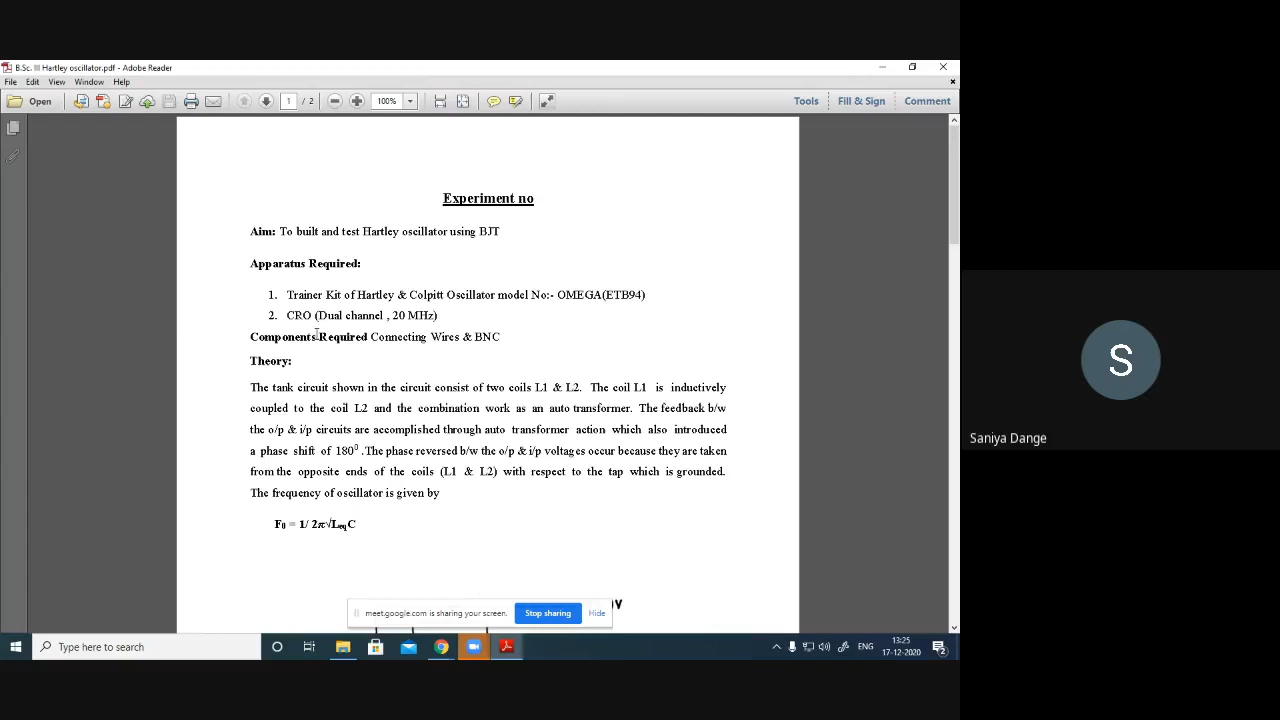 B.Sc. III Hartley oscillator.pdf - Adobe Reader
File Edit View Window Help
Open 1 / 2 100% Tools Fill & Sign Comment
Experiment no
Aim: To built and test Hartley oscillator using BJT
Apparatus Required:
1. Trainer Kit of Hartley & Colpitt Oscillator model No:- OMEGA(ETB94)
2. CRO (Dual channel , 20 MHz)
Components Required Connecting Wires & BNC
Theory:
The tank circuit shown in the circuit consist of two coils L1 & L2. The coil L1 is inductively
coupled to the coil L2 and the combination work as an auto transformer. The feedback b/w
the o/p & i/p circuits are accomplished through auto transformer action which also introduced
a phase shift of 180⁰ .The phase reversed b/w the o/p & i/p voltages occur because they are taken
from the opposite ends of the coils (L1 & L2) with respect to the tap which is grounded.
The frequency of oscillator is given by
F₀ = 1/ 2π√LeqC
meet.google.com is sharing your screen. Stop sharing Hide
Type here to search
ENG
13:25
17-12-2020
2
S
Saniya Dange